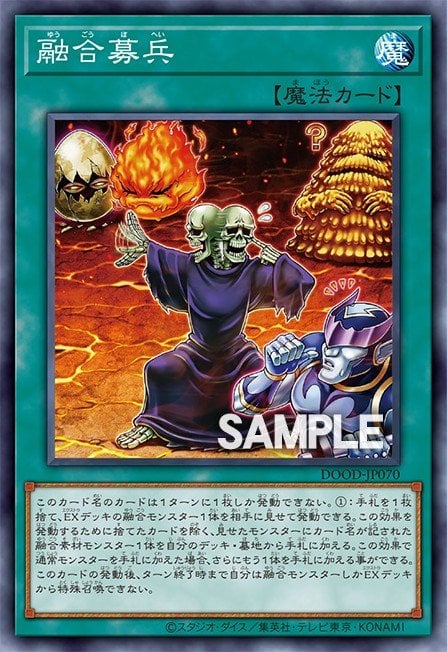 ゆう ごう ぼ へい
融合募兵
魔
ま ほう
【魔法カード】
?
SAMPLE
DOOD-JP070
このカード名のカードは1ターンに1枚しか発動できない。①:手札を1枚
捨て、EXデッキの融合モンスター1体を相手に見せて発動できる。この効果を
発動するために捨てたカードを除く、見せたモンスターにカード名が記された
融合素材モンスター1体を自分のデッキ・墓地から手札に加える。この効果で
通常モンスターを手札に加えた場合、さらにもう1体を手札に加える事ができる。
このカードの発動後、ターン終了時まで自分は融合モンスターしかEXデッキ
から特殊召喚できない。
©スタジオ・ダイス/集英社・テレビ東京・KONAMI